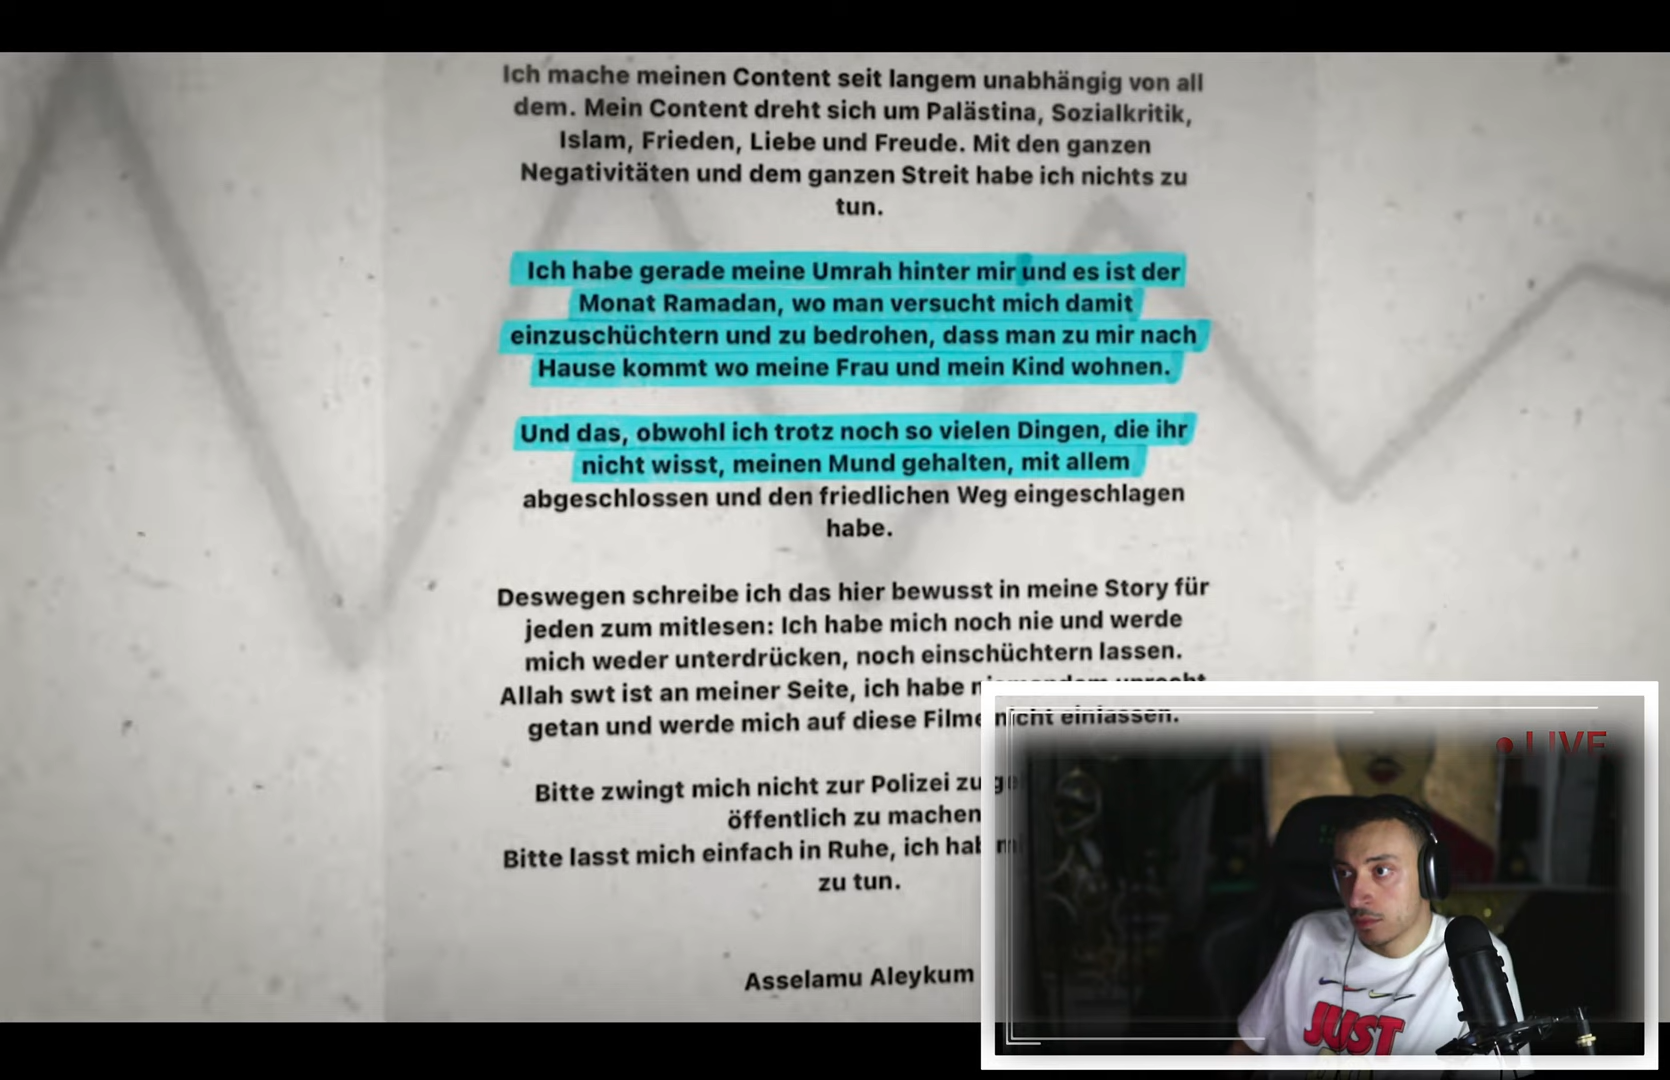 Ich mache meinen Content seit langem unabhängig von all
dem. Mein Content dreht sich um Palästina, Sozialkritik,
Islam, Frieden, Liebe und Freude. Mit den ganzen
Negativitäten und dem ganzen Streit habe ich nichts zu
tun.
Ich habe gerade meine Umrah hinter mir und es ist der
Monat Ramadan, wo man versucht mich damit
einzuschüchtern und zu bedrohen, dass man zu mir nach
Hause kommt wo meine Frau und mein Kind wohnen.
Und das, obwohl ich trotz noch so vielen Dingen, die ihr
nicht wisst, meinen Mund gehalten, mit allem
abgeschlossen und den friedlichen Weg eingeschlagen
habe.
Deswegen schreibe ich das hier bewusst in meine Story für
jeden zum mitlesen: Ich habe mich noch nie und werde
mich weder unterdrücken, noch einschüchtern lassen.
Allah swt ist an meiner Seite, ich habe niemandem unrecht
getan und werde mich auf diese Filme nicht einlassen.
Bitte zwingt mich nicht zur Polizei zu
öffentlich zu machen
Bitte lasst mich einfach in Ruhe, ich hab
zu tun.
Asselamu Aleykum
LIVE
JUST